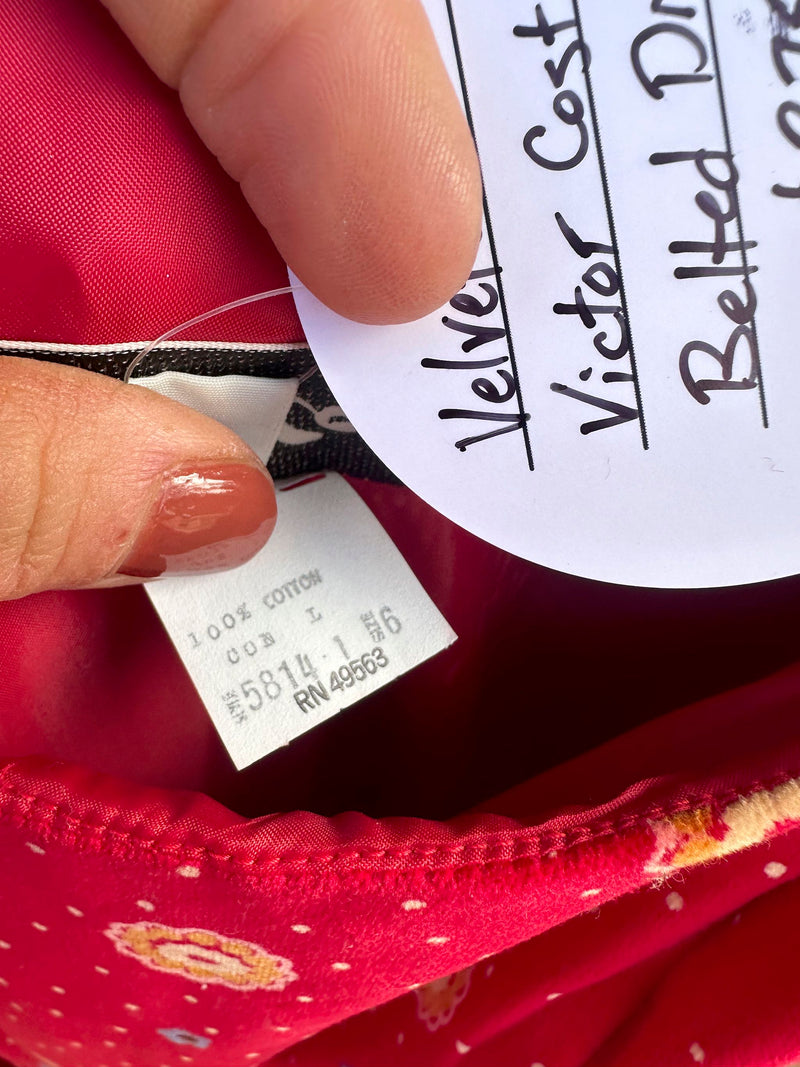 Velvet
Victor Cost
Belted Dr
100% COTTON
CON L
STYLE 5814-1 SIZE 6
RN 49563